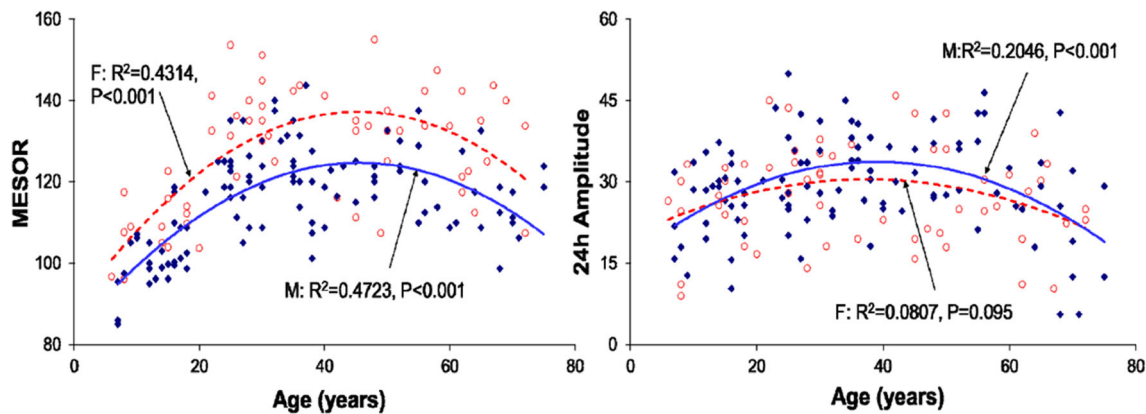 160
140
120
100
80
MESOR
F: R²=0.4314,
P<0.001
M: R²=0.4723, P<0.001
0
20
40
60
80
Age (years)
60
45
30
15
0
24h Amplitude
M:R²=0.2046, P<0.001
F: R²=0.0807, P=0.095
0
20
40
60
80
Age (years)